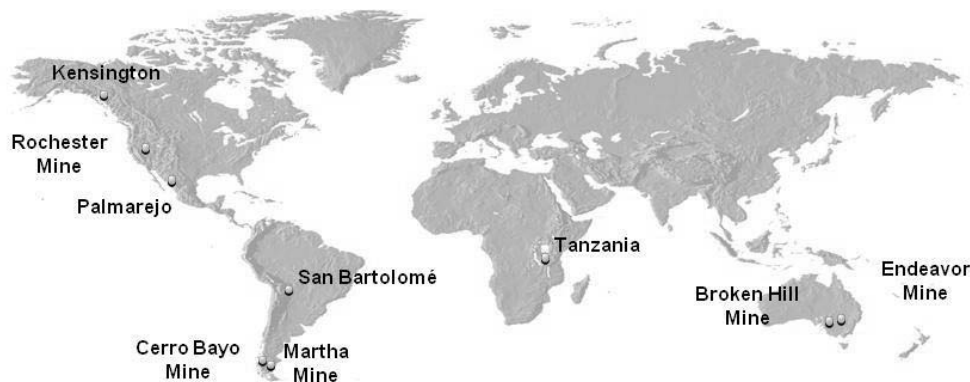 Kensington
Rochester
Mine
Palmarejo
Tanzania
San Bartolomé
Endeavor
Mine
Broken Hill
Mine
Cerro Bayo
Mine
Martha
Mine